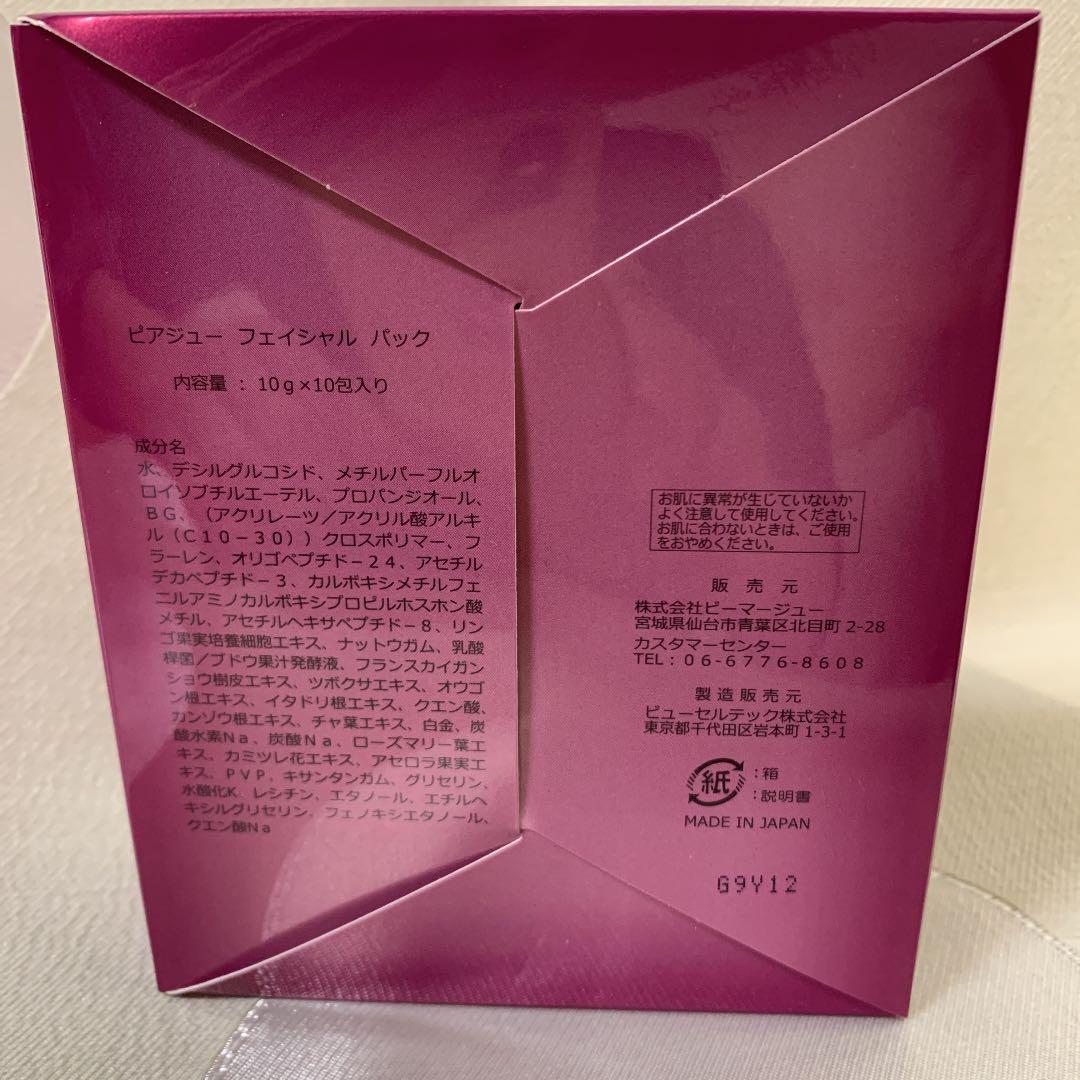 ピアジュー フェイシャル パック
内容量 : 10g×10包入り
成分名
水、デシルグルコシド、メチルパーフルオ
ロイソブチルエーテル、プロパンジオール、
BG、(アクリレーツ/アクリル酸アルキ
ル(C10-30))クロスポリマー、フ
ラーレン、オリゴペプチド-24、アセチル
デカペプチド-3、カルボキシメチルフェ
ニルアミノカルボキシプロピルホスホン酸
メチル、アセチルヘキサペプチド-8、リン
ゴ果実培養細胞エキス、ナットウガム、乳酸
桿菌/ブドウ果汁発酵液、フランスカイガン
ショウ樹皮エキス、ツボクサエキス、オウゴ
ン根エキス、イタドリ根エキス、クエン酸、
カンゾウ根エキス、チャ葉エキス、白金、炭
酸水素Na、炭酸Na、ローズマリー葉エ
キス、カミツレ花エキス、アセロラ果実エ
キス、PVP、キサンタンガム、グリセリン、
水酸化K、レシチン、エタノール、エチルヘ
キシルグリセリン、フェノキシエタノール、
クエン酸Na
お肌に異常が生じていないか
よく注意して使用してください。
お肌に合わないときは、ご使用
をおやめください。
販売元
株式会社ピーマージュー
宮城県仙台市青葉区北目町 2-28
カスタマーセンター
TEL:06-6776-8608
製造販売元
ピューセルテック株式会社
東京都千代田区岩本町 1-3-1
紙 :箱
:説明書
MADE IN JAPAN
G9Y12